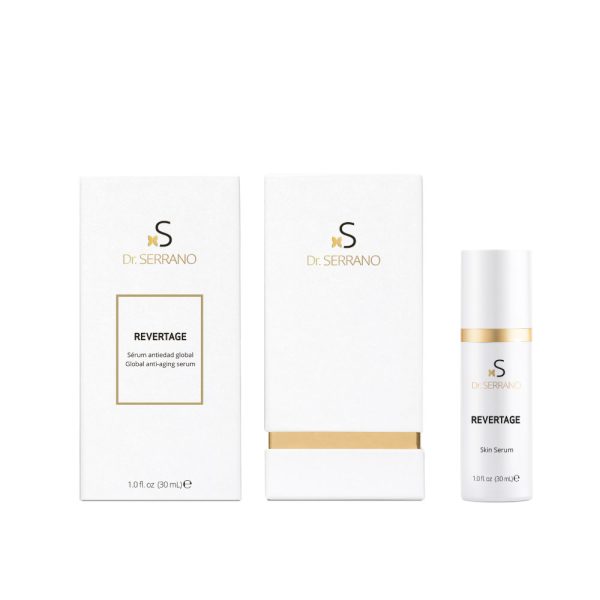 S
Dr. SERRANO
REVERTAGE
Sérum antiedad global
Global anti-aging serum
1.0 fl. oz (30 mL) ℮
S
Dr. SERRANO
S
Dr. SERRANO
REVERTAGE
Skin Serum
1.0 fl. oz (30 mL) ℮